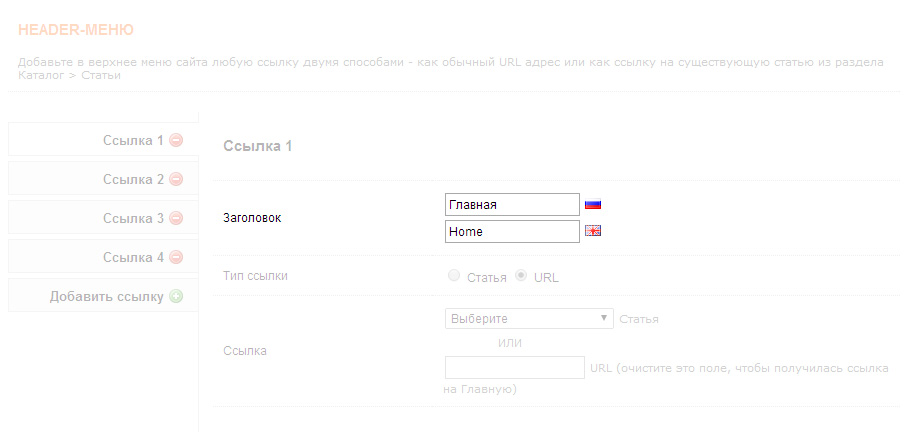 HEADER-МЕНЮ
Добавьте в верхнее меню сайта любую ссылку двумя способами - как обычный URL адрес или как ссылку на существующую статью из раздела
Каталог > Статьи
Ссылка 1
Ссылка 2
Ссылка 3
Ссылка 4
Добавить ссылку
Ссылка 1
Заголовок
Главная
Home
Тип ссылки
Статья URL
Ссылка
Выберите Статья
ИЛИ
URL (очистите это поле, чтобы получилась ссылка
на Главную)